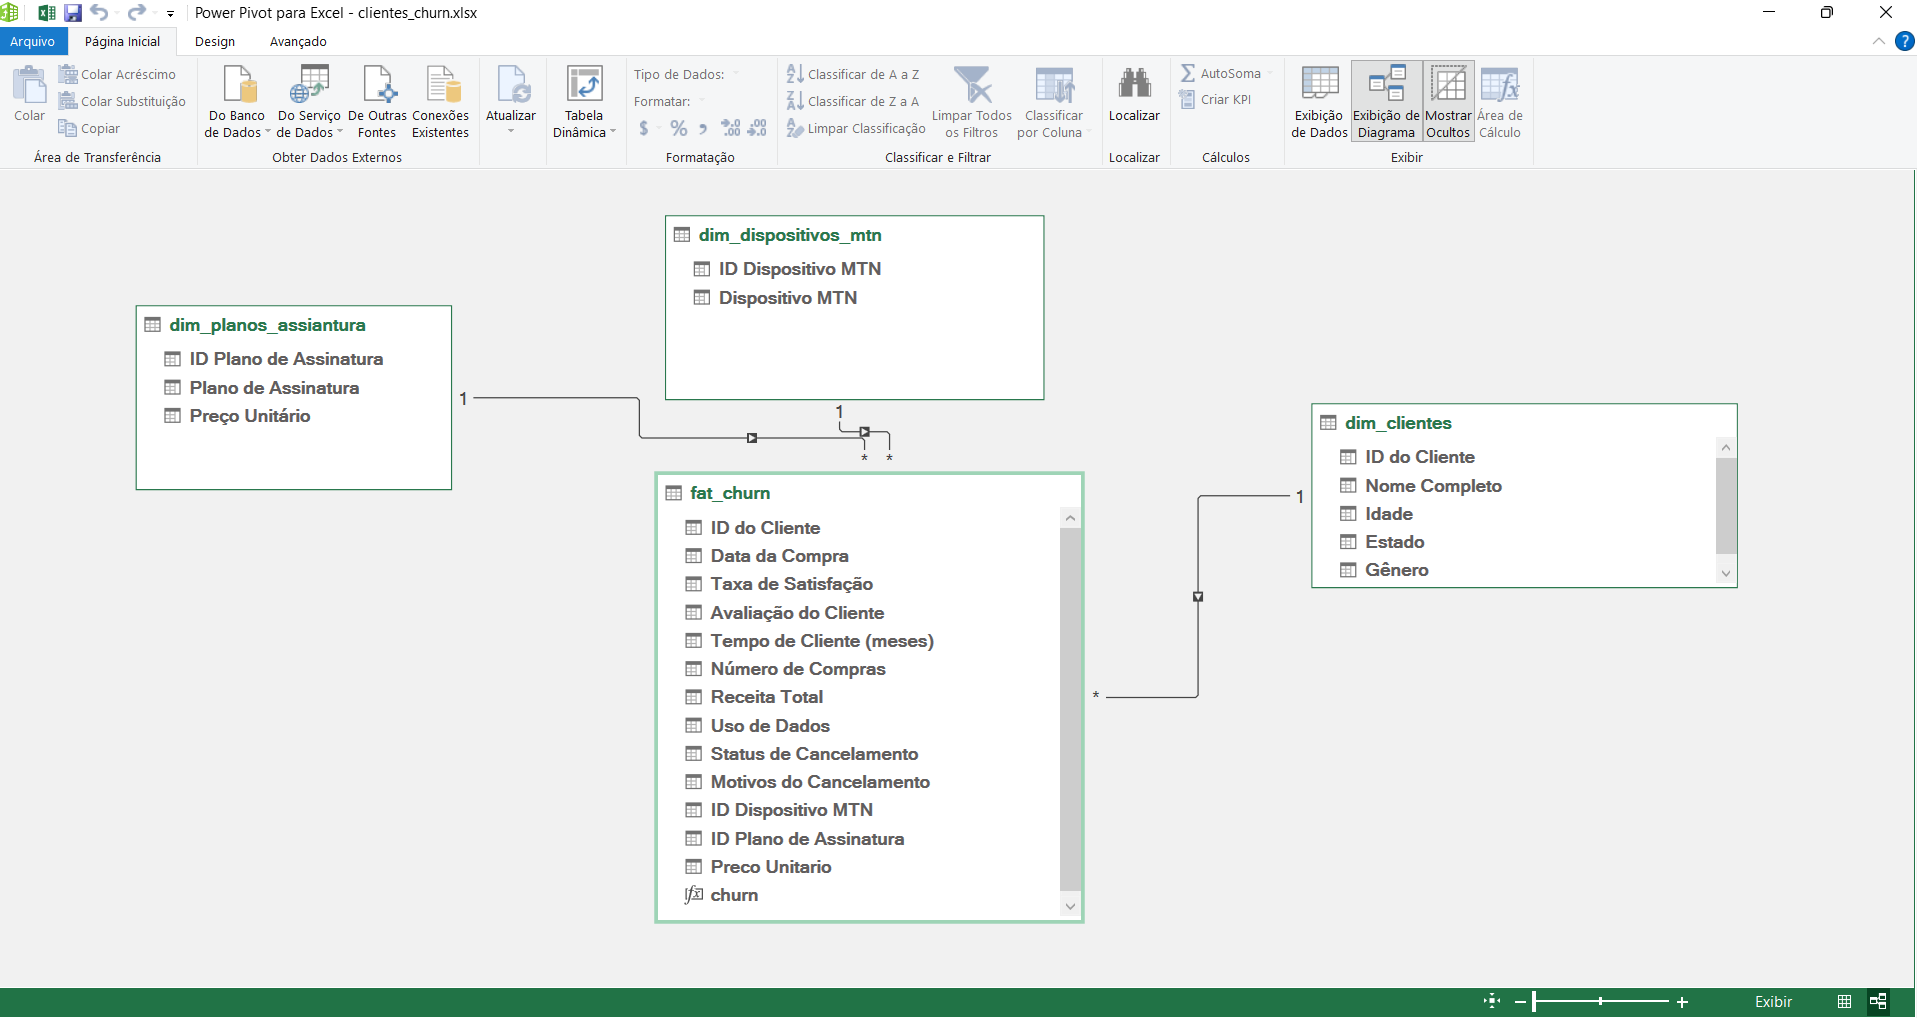 Power Pivot para Excel - clientes_churn.xlsx
Arquivo
Página Inicial
Design
Avançado
?
Colar
Colar Acréscimo
Colar Substituição
Copiar
Área de Transferência
Do Banco
de Dados
Do Serviço
de Dados
De Outras
Fontes
Conexões
Existentes
Obter Dados Externos
Atualizar
Tabela
Dinâmica
Tipo de Dados:
Formatar:
$ % ,
Formatação
Classificar de A a Z
Classificar de Z a A
Limpar Classificação
Limpar Todos
os Filtros
Classificar
por Coluna
Classificar e Filtrar
Localizar
Localizar
AutoSoma
Criar KPI
Cálculos
Exibição
de Dados
Exibição de
Diagrama
Mostrar
Ocultos
Área de
Cálculo
Exibir
dim_dispositivos_mtn
ID Dispositivo MTN
Dispositivo MTN
dim_planos_assiantura
ID Plano de Assinatura
Plano de Assinatura
Preço Unitário
1
1
* *
dim_clientes
ID do Cliente
Nome Completo
Idade
Estado
Gênero
1
*
fat_churn
ID do Cliente
Data da Compra
Taxa de Satisfação
Avaliação do Cliente
Tempo de Cliente (meses)
Número de Compras
Receita Total
Uso de Dados
Status de Cancelamento
Motivos do Cancelamento
ID Dispositivo MTN
ID Plano de Assinatura
Preco Unitario
churn
Exibir